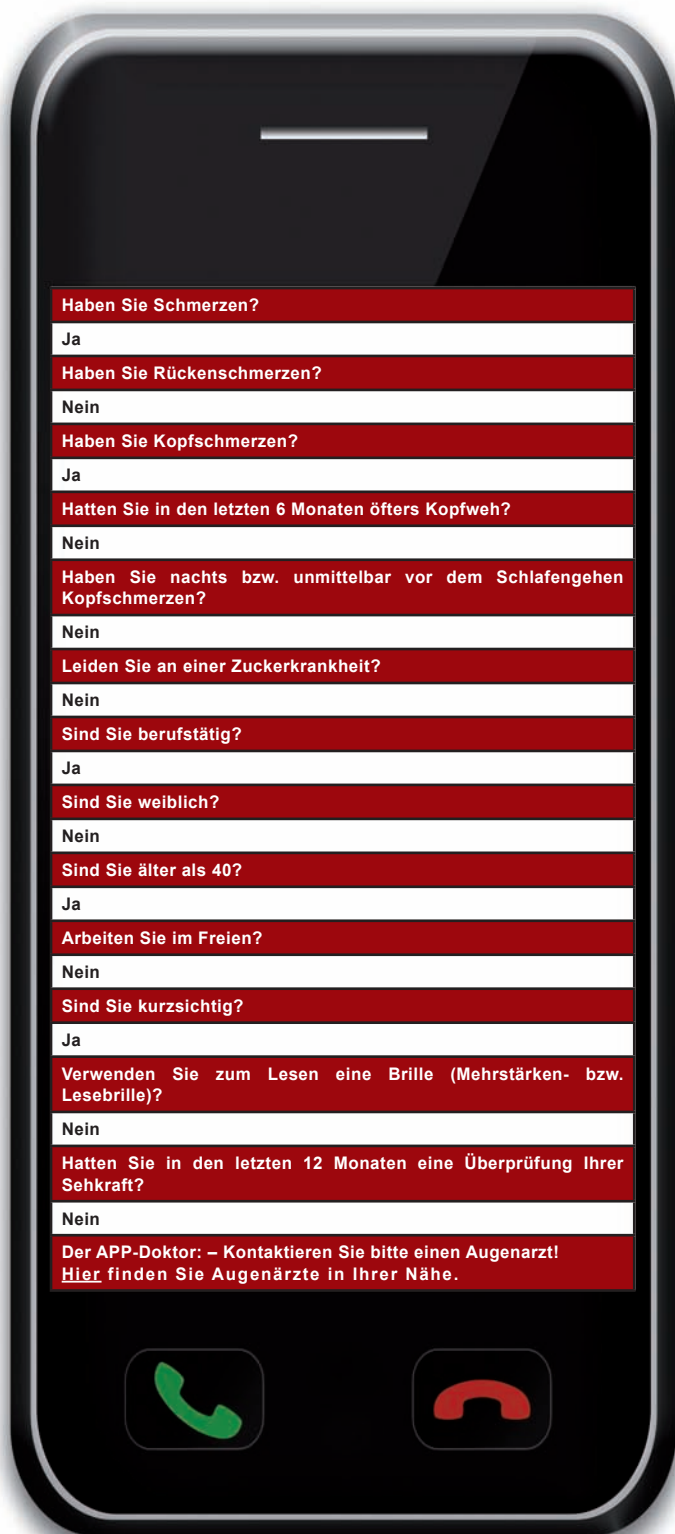 Haben Sie Schmerzen?
Ja
Haben Sie Rückenschmerzen?
Nein
Haben Sie Kopfschmerzen?
Ja
Hatten Sie in den letzten 6 Monaten öfters Kopfweh?
Nein
Haben Sie nachts bzw. unmittelbar vor dem Schlafengehen
Kopfschmerzen?
Nein
Leiden Sie an einer Zuckerkrankheit?
Nein
Sind Sie berufstätig?
Ja
Sind Sie weiblich?
Nein
Sind Sie älter als 40?
Ja
Arbeiten Sie im Freien?
Nein
Sind Sie kurzsichtig?
Ja
Verwenden Sie zum Lesen eine Brille (Mehrstärken- bzw.
Lesebrille)?
Nein
Hatten Sie in den letzten 12 Monaten eine Überprüfung Ihrer
Sehkraft?
Nein
Der APP-Doktor: – Kontaktieren Sie bitte einen Augenarzt!
Hier finden Sie Augenärzte in Ihrer Nähe.